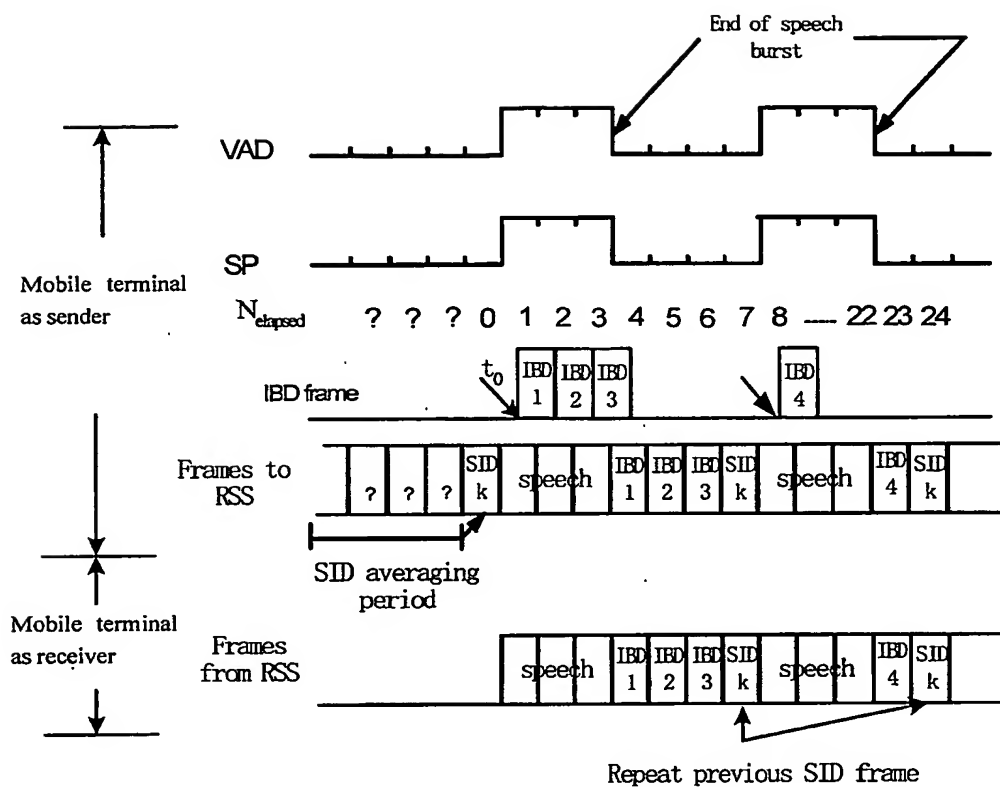 End of speech
burst
VAD
SP
Mobile terminal
as sender
N elapsed ? ? ? 0 1 2 3 4 5 6 7 8 ---- 22 23 24
t0
IBD frame
IBD IBD IBD IBD
1 2 3 4
Frames to
RSS
? ? ? SID k speech IBD 1 IBD 2 IBD 3 SID k speech IBD 4 SID k
SID averaging
period
Mobile terminal
as receiver
Frames
from RSS
speech IBD 1 IBD 2 IBD 3 SID k speech IBD 4 SID k
Repeat previous SID frame